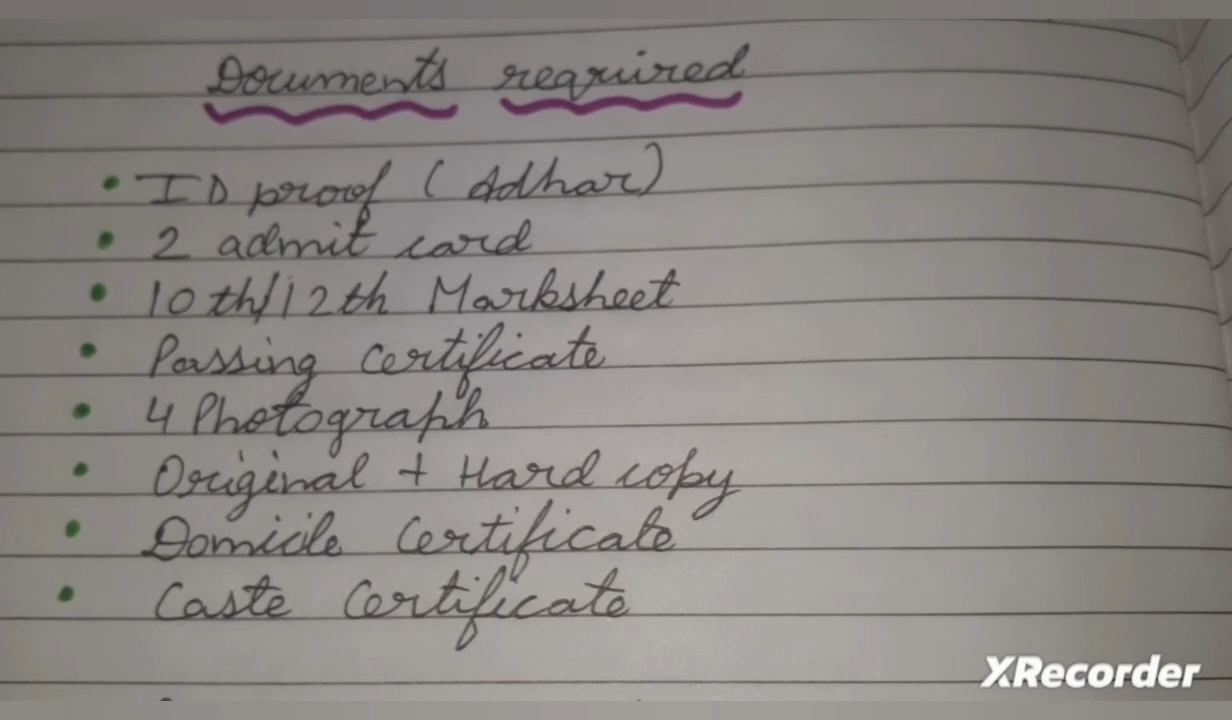 Documents required
• ID proof (Adhar)
• 2 admit card
• 10th/12th Marksheet
• Passing Certificate
• 4 Photograph
• Original + Hard copy
• Domicile Certificate
• Caste Certificate
XRecorder